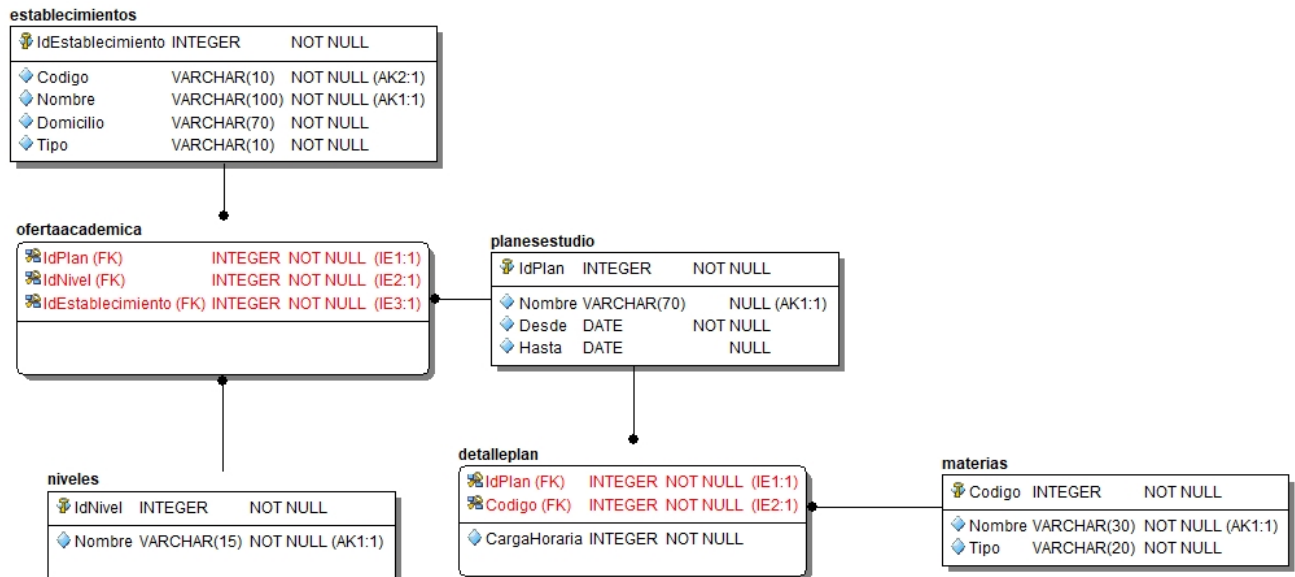 establecimientos
IdEstablecimiento INTEGER NOT NULL
Codigo VARCHAR(10) NOT NULL (AK2:1)
Nombre VARCHAR(100) NOT NULL (AK1:1)
Domicilio VARCHAR(70) NOT NULL
Tipo VARCHAR(10) NOT NULL
ofertaacademica
IdPlan (FK) INTEGER NOT NULL (IE1:1)
IdNivel (FK) INTEGER NOT NULL (IE2:1)
IdEstablecimiento (FK) INTEGER NOT NULL (IE3:1)
planesestudio
IdPlan INTEGER NOT NULL
Nombre VARCHAR(70) NULL (AK1:1)
Desde DATE NOT NULL
Hasta DATE NULL
niveles
IdNivel INTEGER NOT NULL
Nombre VARCHAR(15) NOT NULL (AK1:1)
detalleplan
IdPlan (FK) INTEGER NOT NULL (IE1:1)
Codigo (FK) INTEGER NOT NULL (IE2:1)
CargaHoraria INTEGER NOT NULL
materias
Codigo INTEGER NOT NULL
Nombre VARCHAR(30) NOT NULL (AK1:1)
Tipo VARCHAR(20) NOT NULL